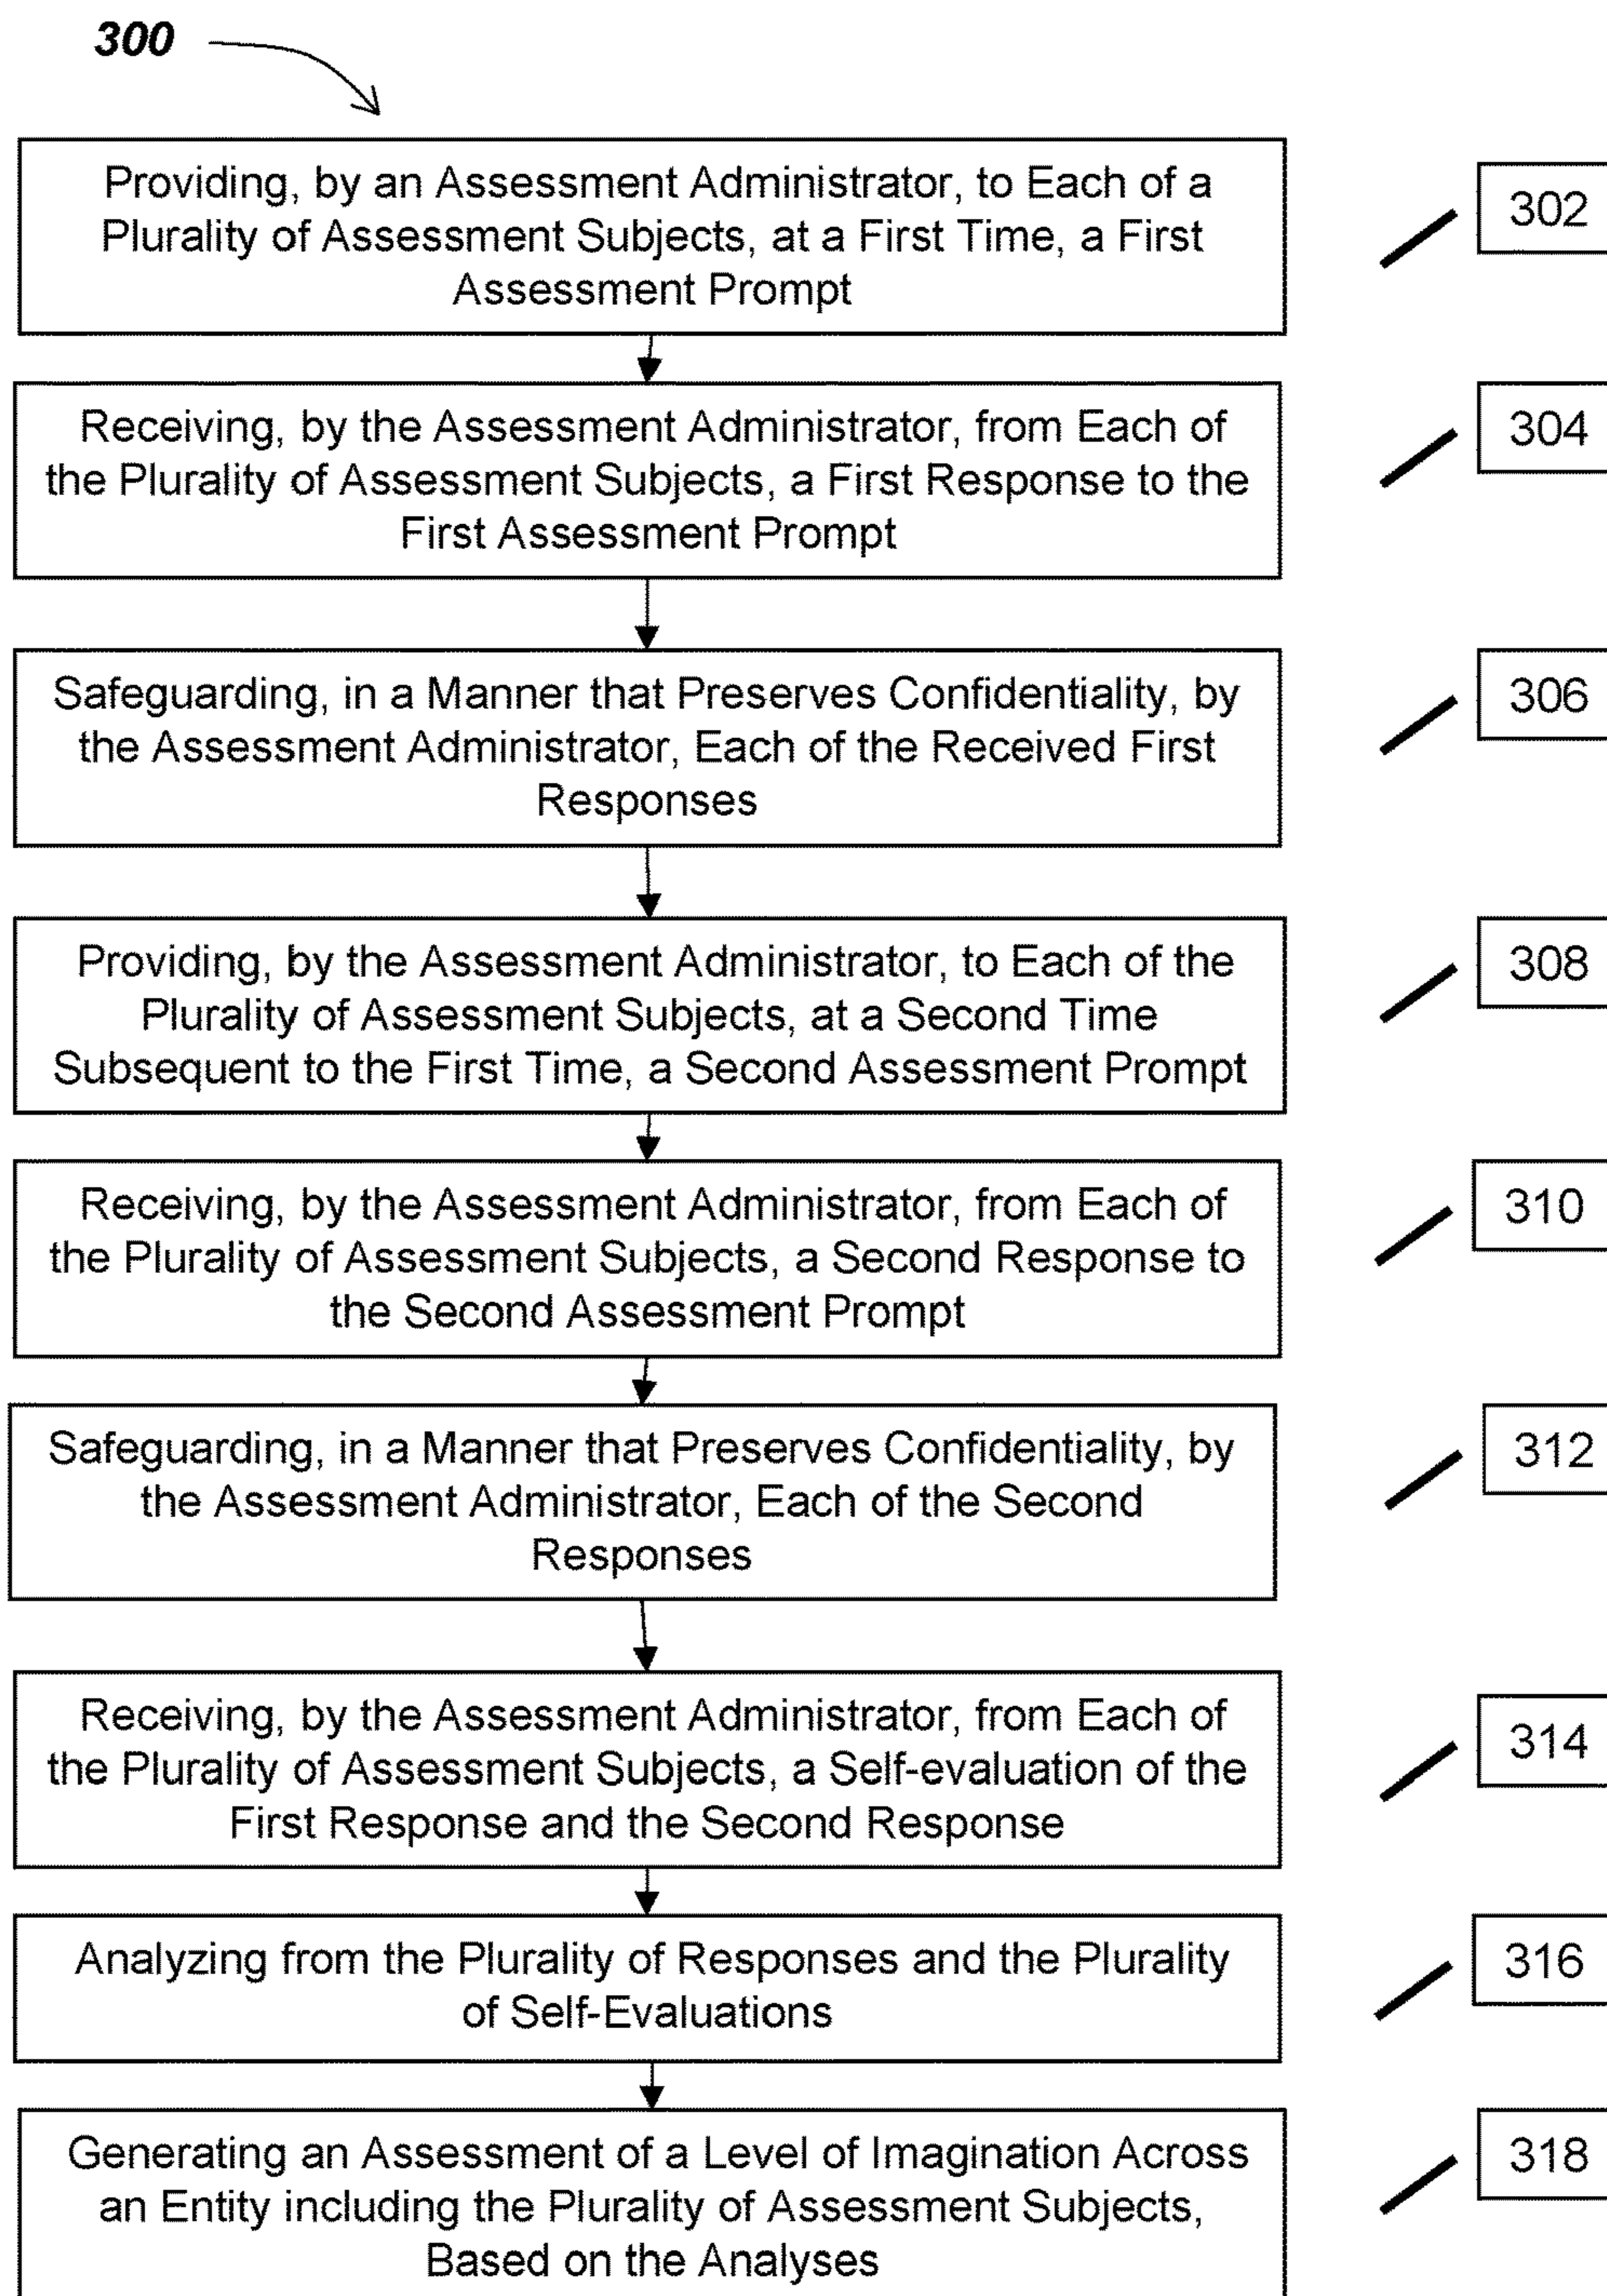 300
Providing, by an Assessment Administrator, to Each of a
Plurality of Assessment Subjects, at a First Time, a First
Assessment Prompt
302
Receiving, by the Assessment Administrator, from Each of
the Plurality of Assessment Subjects, a First Response to the
First Assessment Prompt
304
Safeguarding, in a Manner that Preserves Confidentiality, by
the Assessment Administrator, Each of the Received First
Responses
306
Providing, by the Assessment Administrator, to Each of the
Plurality of Assessment Subjects, at a Second Time
Subsequent to the First Time, a Second Assessment Prompt
308
Receiving, by the Assessment Administrator, from Each of
the Plurality of Assessment Subjects, a Second Response to
the Second Assessment Prompt
310
Safeguarding, in a Manner that Preserves Confidentiality, by
the Assessment Administrator, Each of the Second
Responses
312
Receiving, by the Assessment Administrator, from Each of
the Plurality of Assessment Subjects, a Self-evaluation of the
First Response and the Second Response
314
Analyzing from the Plurality of Responses and the Plurality
of Self-Evaluations
316
Generating an Assessment of a Level of Imagination Across
an Entity including the Plurality of Assessment Subjects,
Based on the Analyses
318